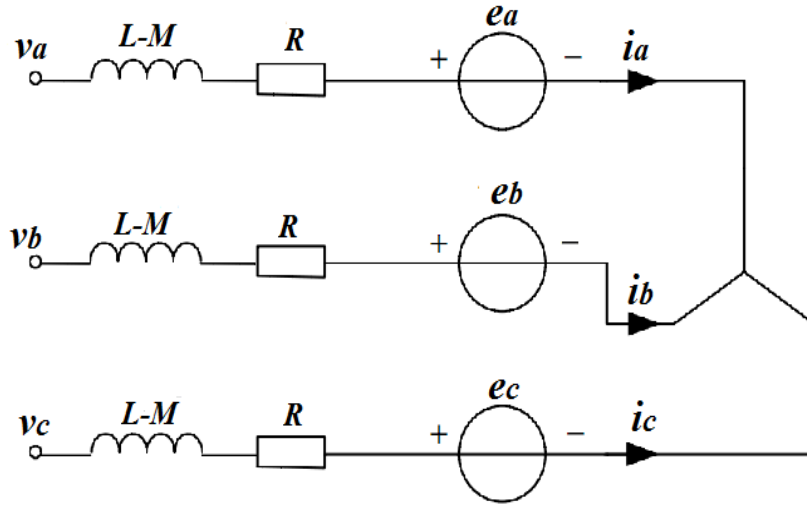 va L-M R + ea − ia
vb L-M R + eb − ib
vc L-M R + ec − ic